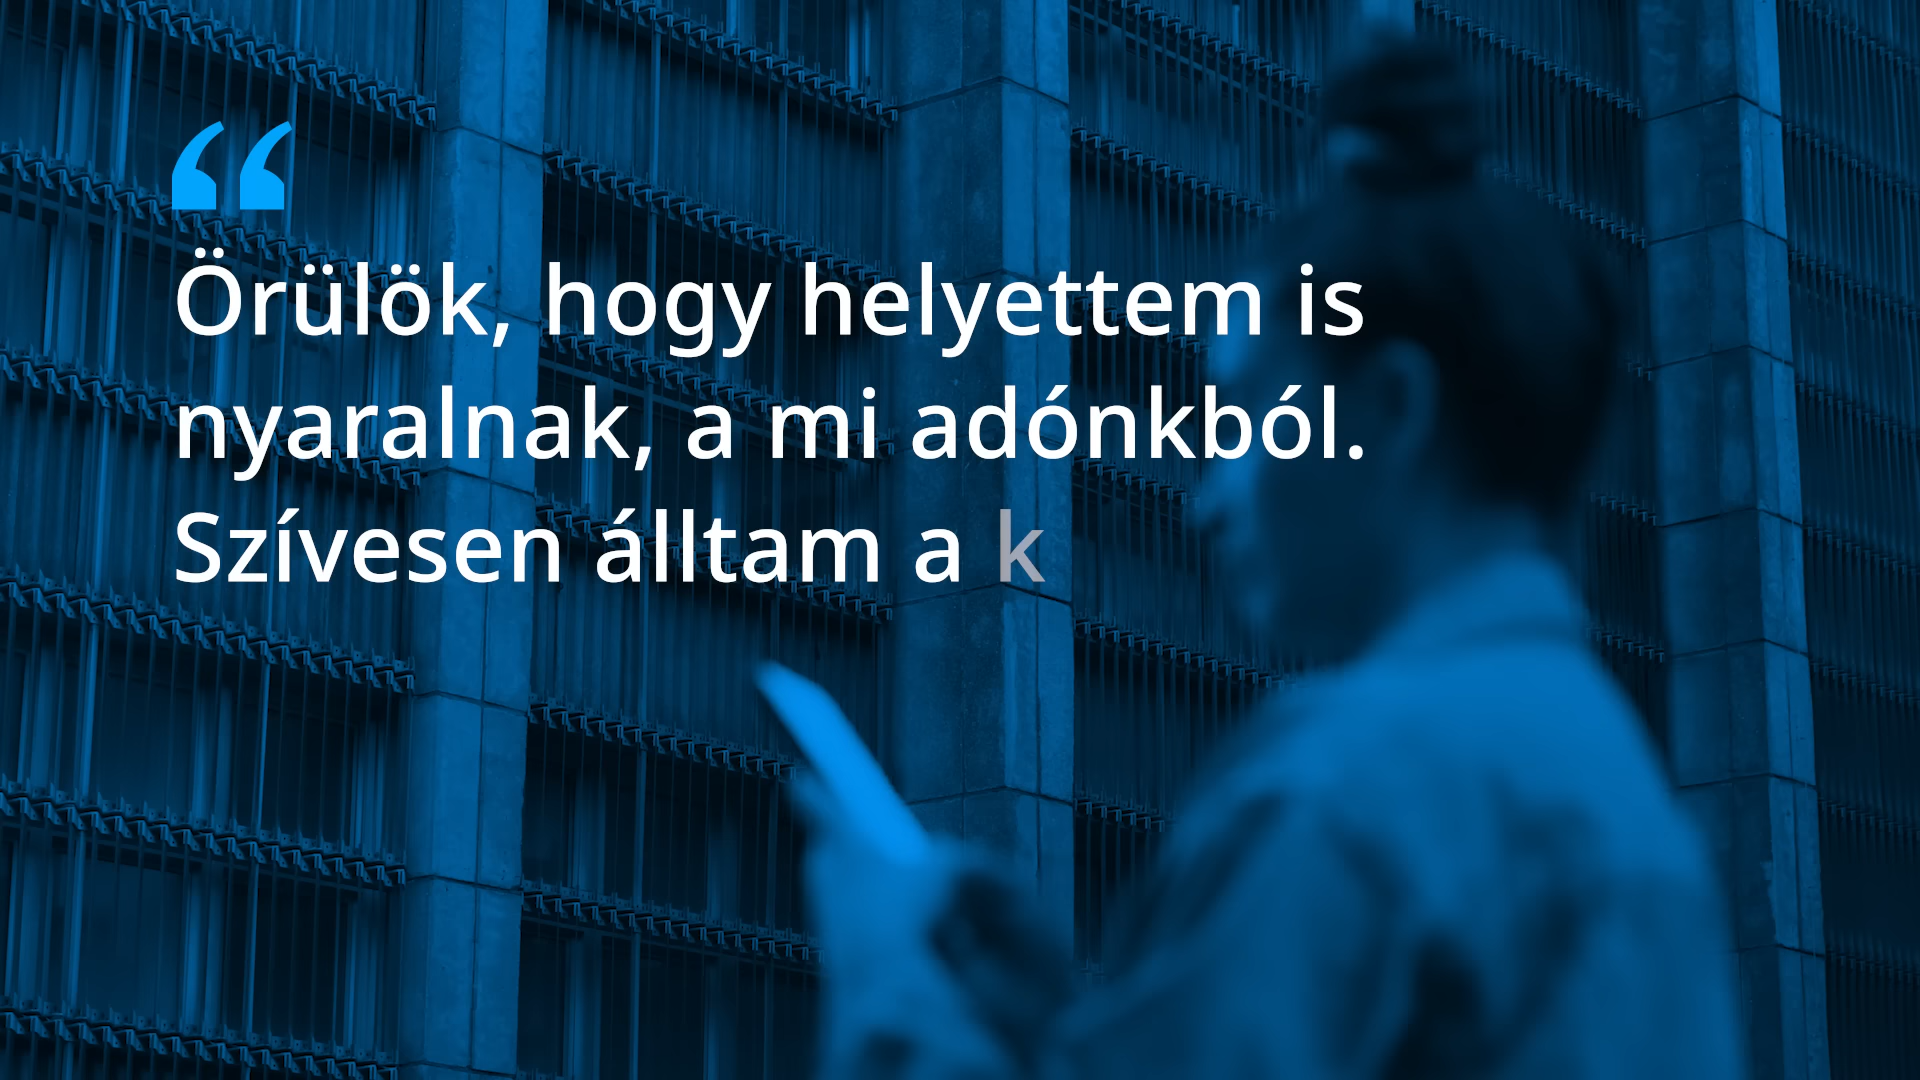 “
Örülök, hogy helyettem is
nyaralnak, a mi adónkból.
Szívesen álltam a k